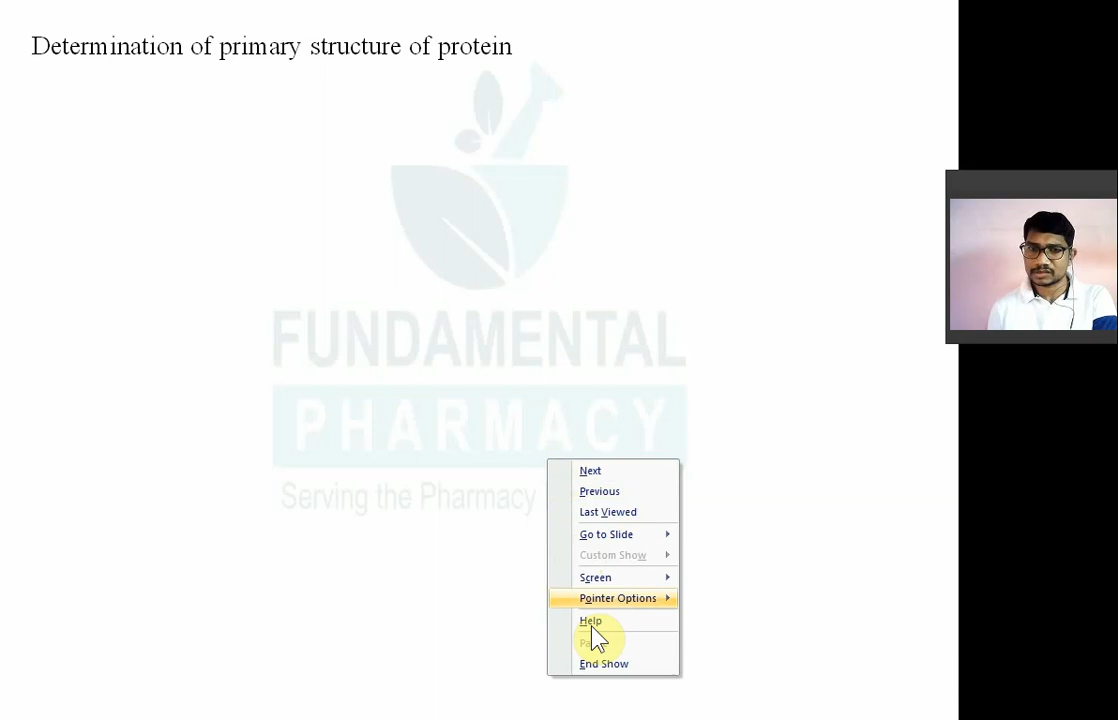 Determination of primary structure of protein
FUNDAMENTAL
PHARMACY
Serving the Pharmacy
Next
Previous
Last Viewed
Go to Slide
Custom Show
Screen
Pointer Options
Help
End Show